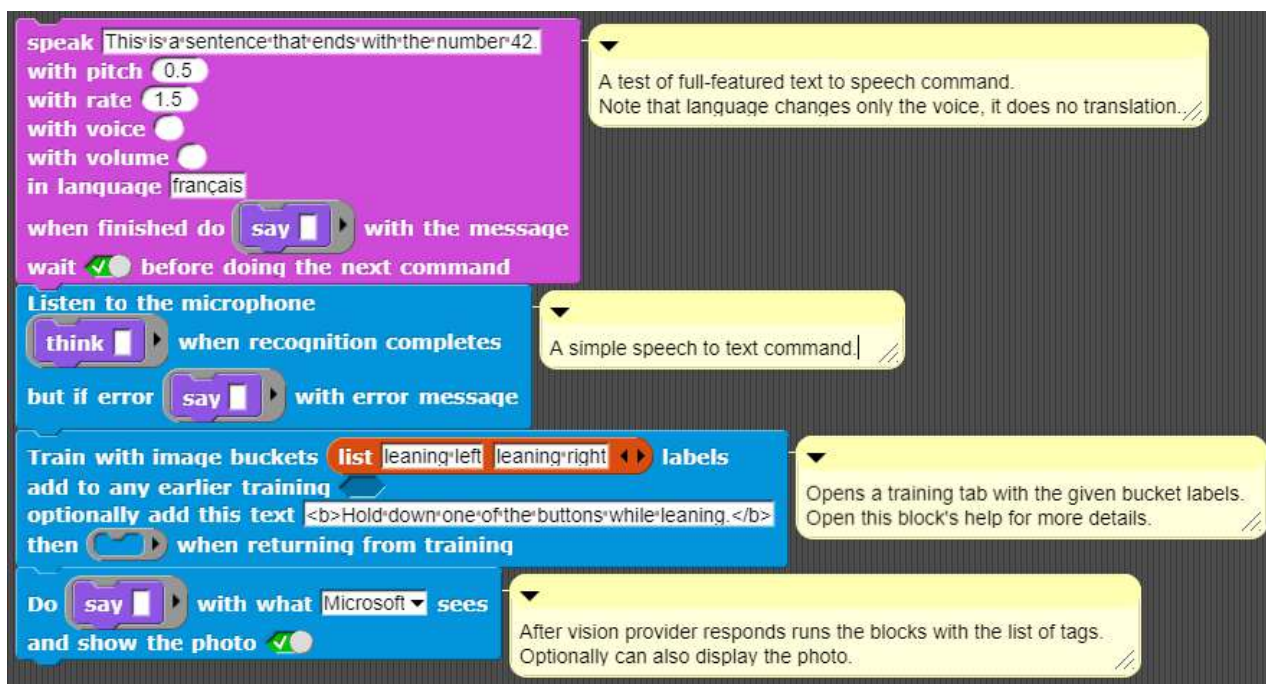 speak This is a sentence that ends with the number 42.
with pitch 0.5
with rate 1.5
with voice
with volume
in language français
when finished do say with the message
wait before doing the next command
A test of full-featured text to speech command.
Note that language changes only the voice, it does no translation..
Listen to the microphone
think when recognition completes
but if error say with error message
A simple speech to text command.
Train with image buckets list leaning left leaning right labels
add to any earlier training
optionally add this text <b>Hold down one of the buttons while leaning.</b>
then when returning from training
Opens a training tab with the given bucket labels.
Open this block's help for more details.
Do say with what Microsoft sees
and show the photo
After vision provider responds runs the blocks with the list of tags.
Optionally can also display the photo.